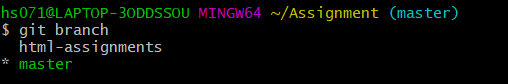 hs071@LAPTOP-3ODDSSOU MINGW64 ~/Assignment (master)
$ git branch
  html-assignments
* master